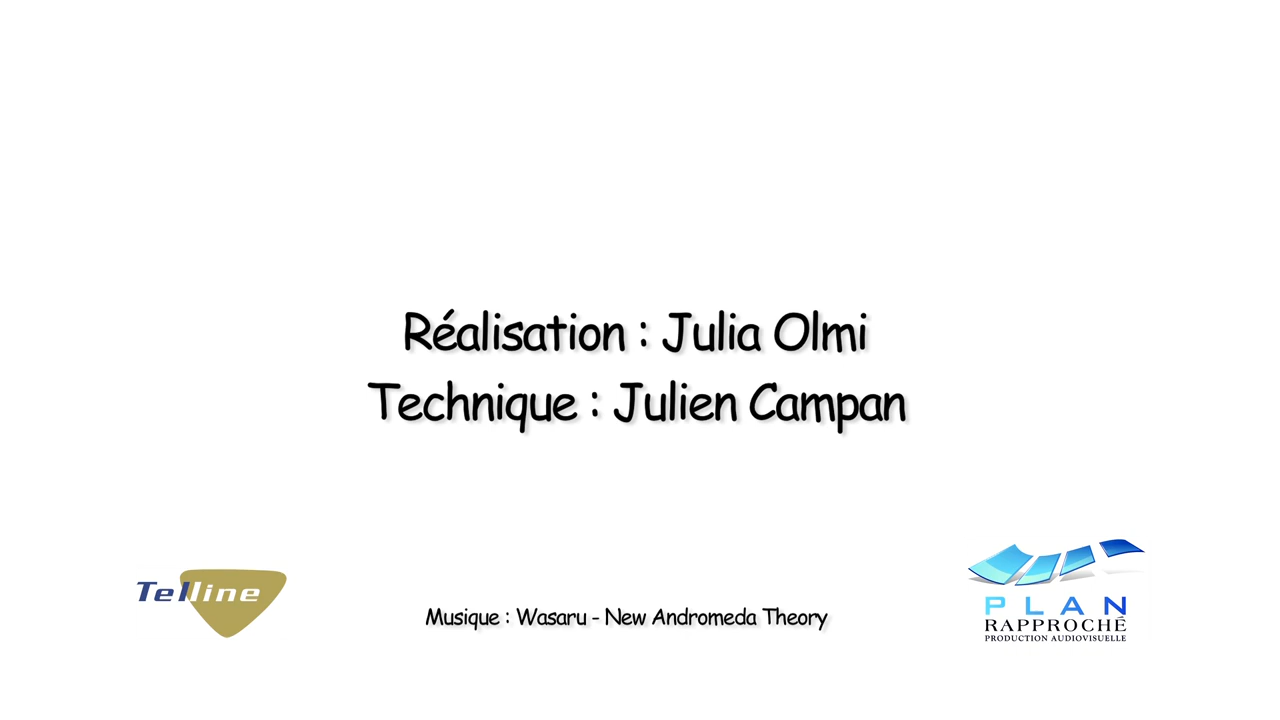 Réalisation : Julia Olmi
Technique : Julien Campan
Telline
Musique : Wasaru - New Andromeda Theory
PLAN
RAPPROCHÉ
PRODUCTION AUDIOVISUELLE